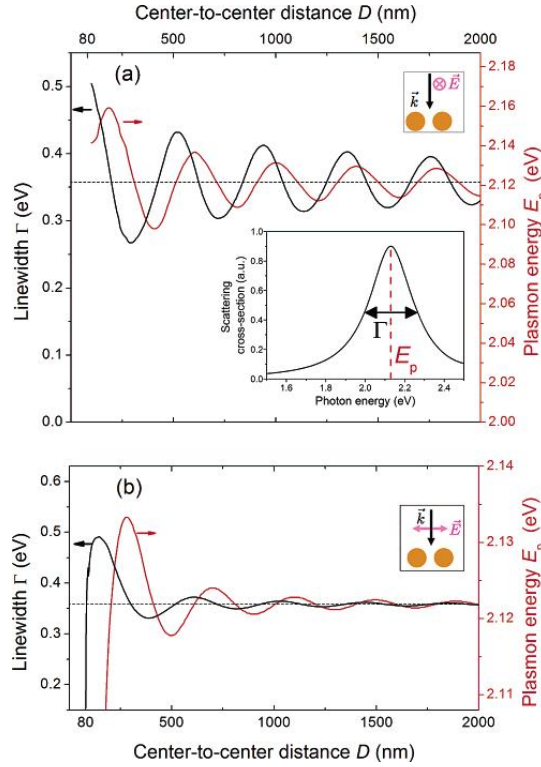 Center-to-center distance D (nm)
80 500 1000 1500 2000
(a)
k⃗ ⊗ E⃗
0.5
0.4
0.3
0.2
0.1
0.0
Linewidth Γ (eV)
2.18
2.16
2.14
2.12
2.10
2.08
2.06
2.04
2.02
2.00
Plasmon energy Eₚ (eV)
1.0
0.8
0.6
0.4
0.2
0.0
Scattering
cross-section (a.u.)
Γ
Eₚ
1.6 1.8 2.0 2.2 2.4
Photon energy (eV)
(b)
k⃗
E⃗
0.6
0.5
0.4
0.3
0.2
Linewidth Γ (eV)
2.14
2.13
2.12
2.11
Plasmon energy Eₚ (eV)
80 500 1000 1500 2000
Center-to-center distance D (nm)